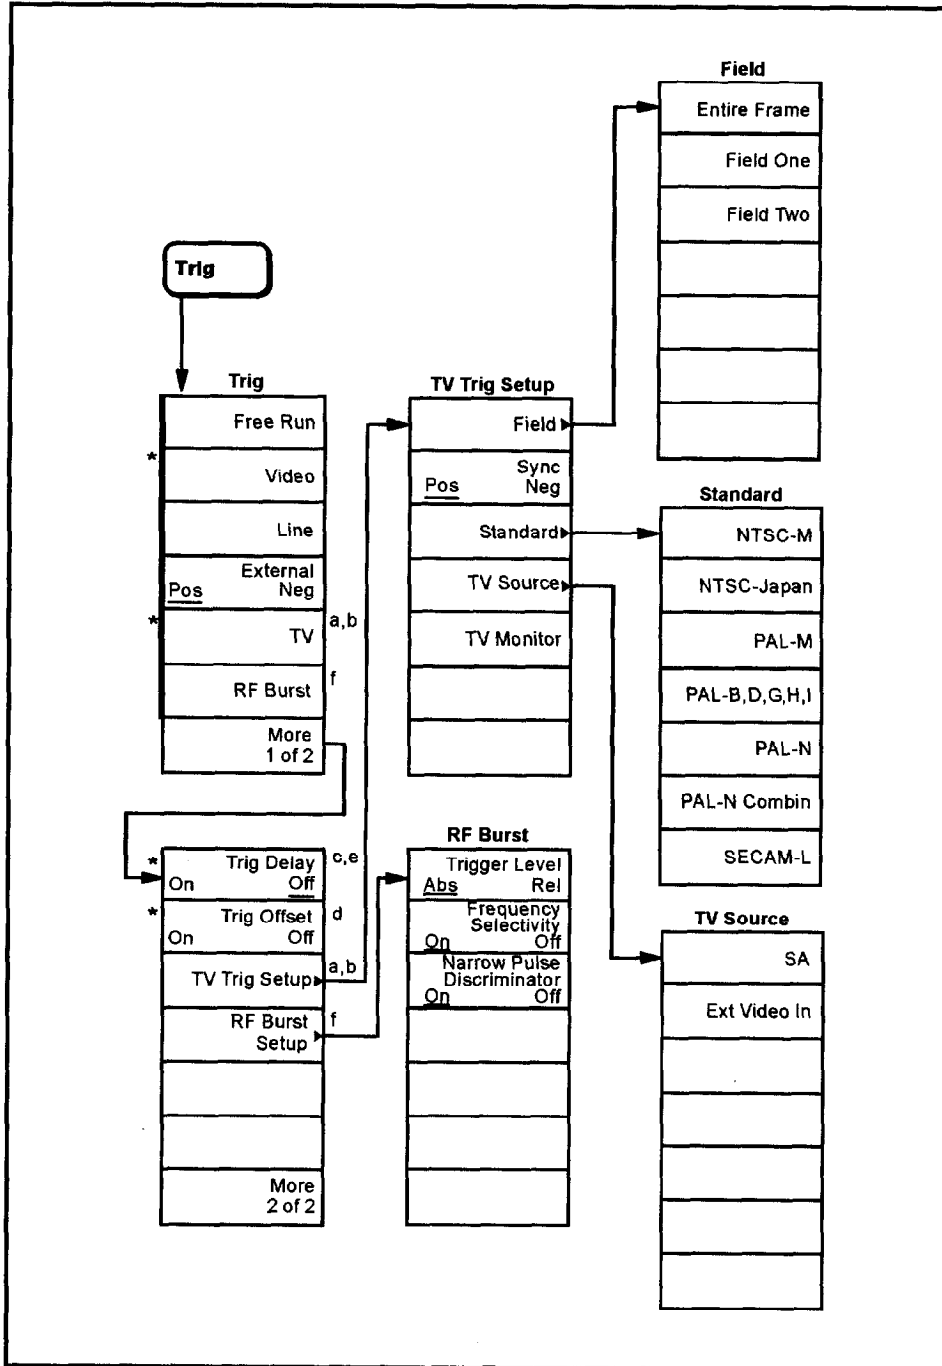 Trig
Trig
Free Run
*
Video
Line
External
Pos Neg
* a,b
TV
RF Burst f
More
1 of 2
* Trig Delay c,e
On Off
* Trig Offset d
On Off
TV Trig Setup a,b
RF Burst f
Setup
More
2 of 2
TV Trig Setup
Field
Sync
Pos Neg
Standard
TV Source
TV Monitor
RF Burst
Trigger Level
Abs Rel
Frequency
Selectivity
On Off
Narrow Pulse
Discriminator
On Off
Field
Entire Frame
Field One
Field Two
Standard
NTSC-M
NTSC-Japan
PAL-M
PAL-B,D,G,H,I
PAL-N
PAL-N Combin
SECAM-L
TV Source
SA
Ext Video In